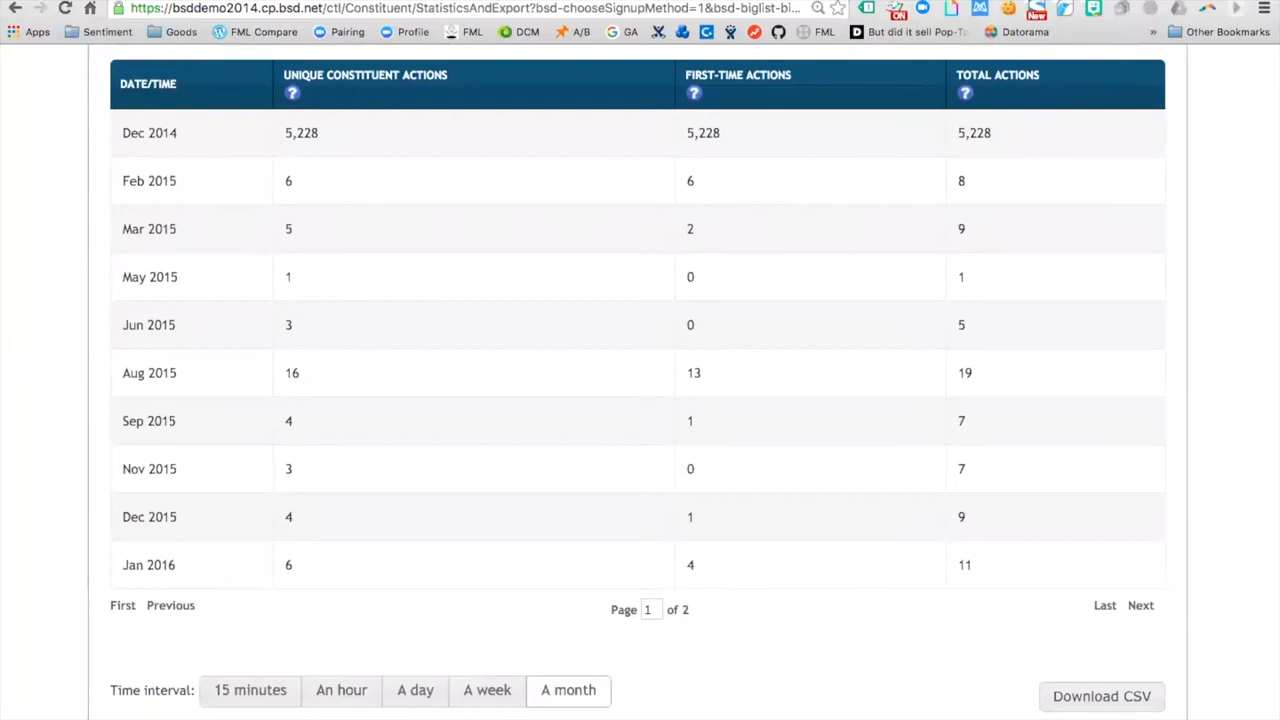 https://bsddemo2014.cp.bsd.net/ctl/Constituent/StatisticsAndExport?bsd-chooseSignupMethod=1&bsd-biglist-bi...
Apps Sentiment Goods FML Compare Pairing Profile FML DCM A/B GA FML But did it sell Pop-T Datorama » Other Bookmarks
ON
New
DATE/TIME UNIQUE CONSTITUENT ACTIONS ? FIRST-TIME ACTIONS ? TOTAL ACTIONS ?
Dec 2014 5,228 5,228 5,228
Feb 2015 6 6 8
Mar 2015 5 2 9
May 2015 1 0 1
Jun 2015 3 0 5
Aug 2015 16 13 19
Sep 2015 4 1 7
Nov 2015 3 0 7
Dec 2015 4 1 9
Jan 2016 6 4 11
First Previous Page 1 of 2 Last Next
Time interval: 15 minutes An hour A day A week A month Download CSV